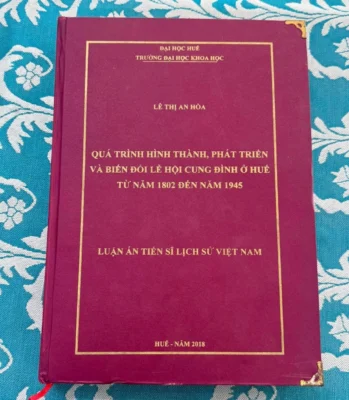 ĐẠI HỌC HUẾ
TRƯỜNG ĐẠI HỌC KHOA HỌC
LÊ THỊ AN HÒA
QUÁ TRÌNH HÌNH THÀNH, PHÁT TRIỂN
VÀ BIẾN ĐỔI LỄ HỘI CUNG ĐÌNH Ở HUẾ
TỪ NĂM 1802 ĐẾN NĂM 1945
LUẬN ÁN TIẾN SĨ LỊCH SỬ VIỆT NAM
HUẾ - NĂM 2018